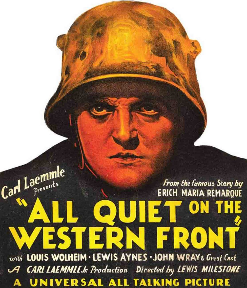 Carl Laemmle
presents
From the famous Story by
ERICH MARIA REMARQUE
"ALL QUIET ON THE
WESTERN FRONT"
with LOUIS WOLHEIM · LEWIS AYNES · JOHN WRAY & Great Cast
A CARL LAEMMLE Jr. Production Directed by LEWIS MILESTONE
A UNIVERSAL ALL TALKING PICTURE